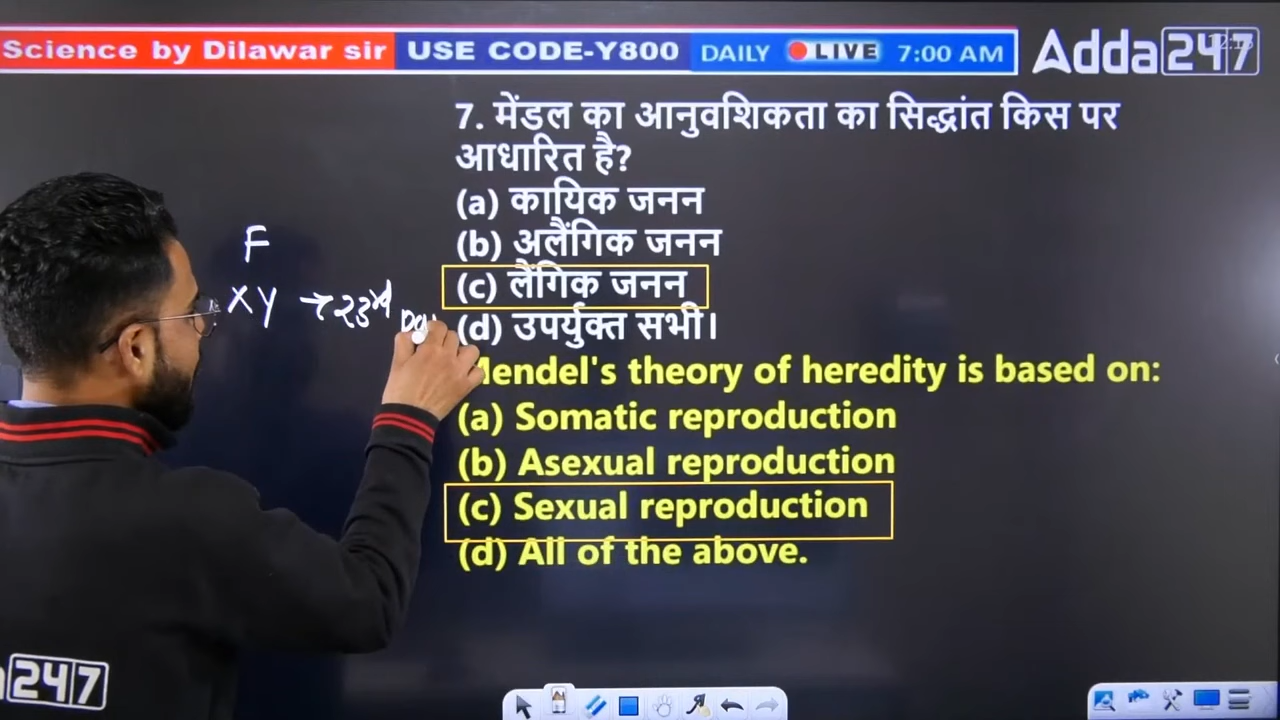 Science by Dilawar sir USE CODE-Y800 DAILY LIVE 7:00 AM Adda247
7. मेंडल का आनुवशिकता का सिद्धांत किस पर
आधारित है?
(a) कायिक जनन
(b) अलैंगिक जनन
(c) लैंगिक जनन
(d) उपर्युक्त सभी।
Mendel's theory of heredity is based on:
(a) Somatic reproduction
(b) Asexual reproduction
(c) Sexual reproduction
(d) All of the above.
F
XY → 23rd
247